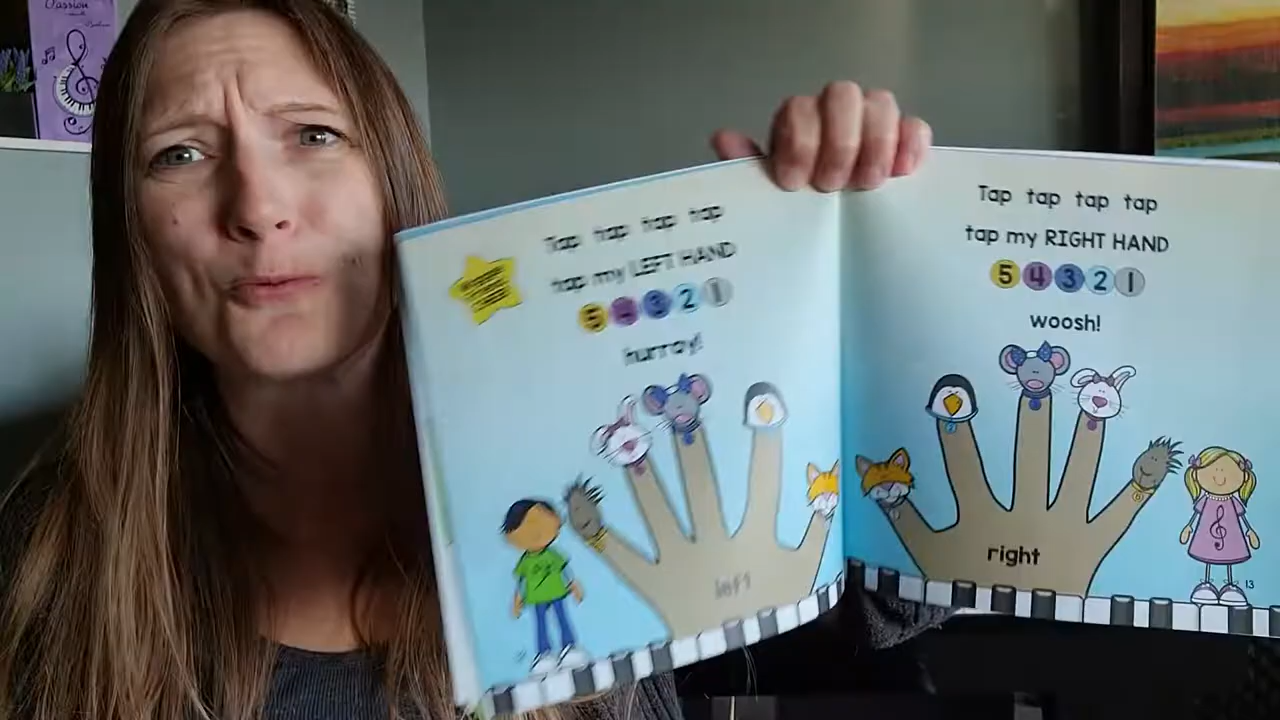 Passion
Tap tap tap tap
tap my LEFT HAND
5 4 3 2 1
hurray!
left
Tap tap tap tap
tap my RIGHT HAND
5 4 3 2 1
woosh!
right
13